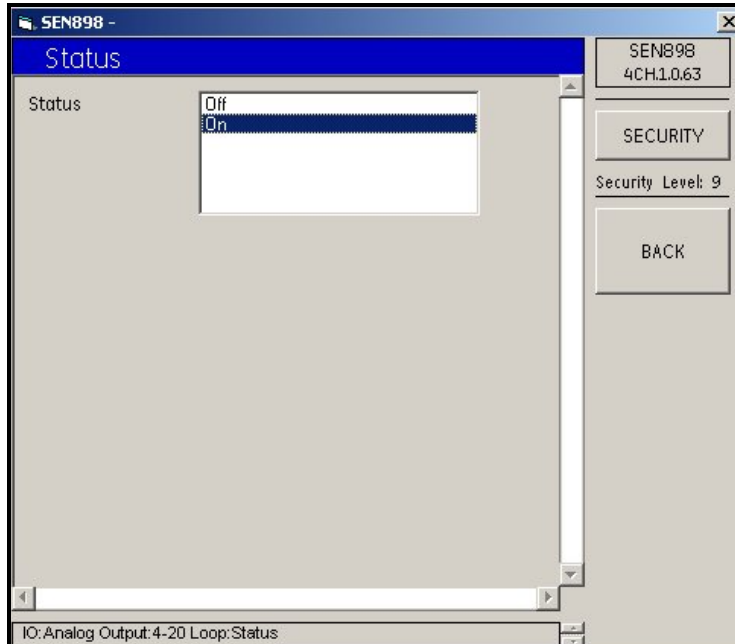 SEN898 -
Status
SEN898
4CH.1.0.63
Status
Off
On
SECURITY
Security Level: 9
BACK
IO:Analog Output:4-20 Loop:Status